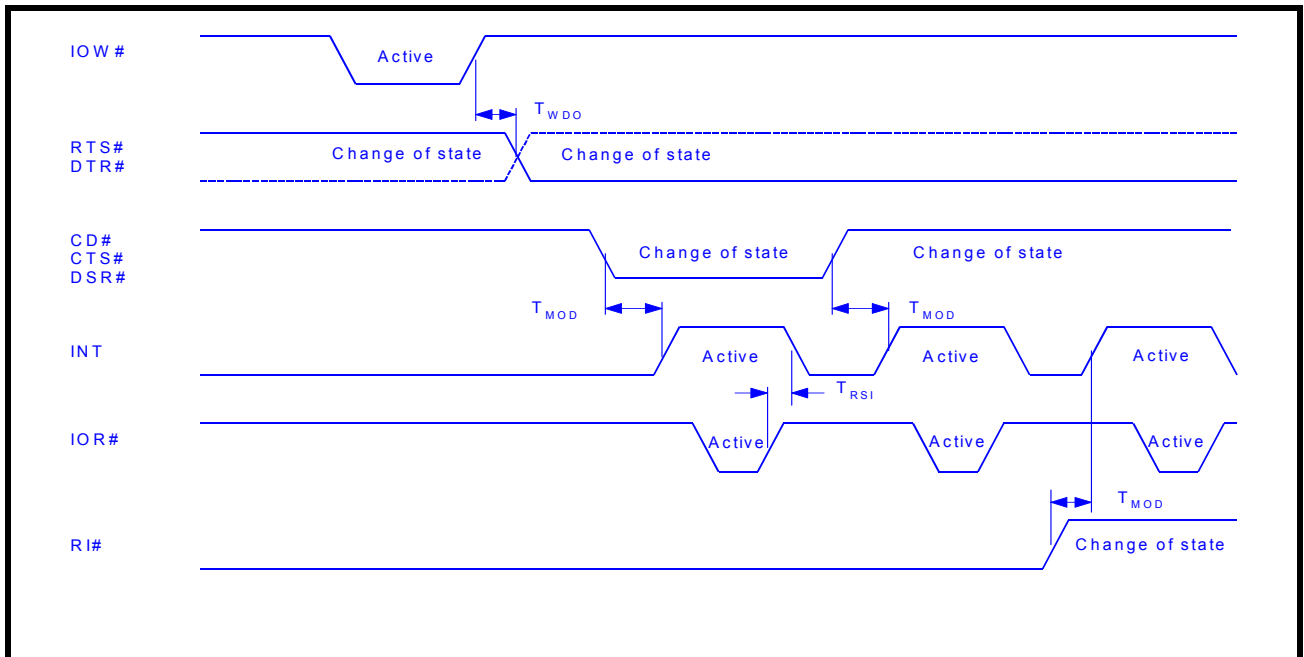 IOW#
Active
TWDO
RTS#
DTR#
Change of state Change of state
CD#
CTS#
DSR#
Change of state Change of state
TMOD TMOD
INT
Active Active Active
TRSI
IOR#
Active Active Active
TMOD
RI#
Change of state